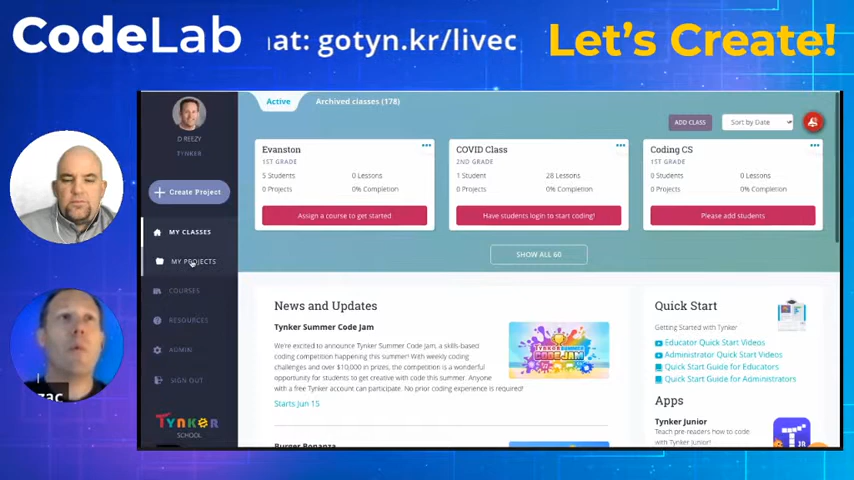 CodeLab
at: gotyn.kr/livec
Let's Create!
D REEZY
TYNKER
Create Project
MY CLASSES
MY PROJECTS
COURSES
RESOURCES
ADMIN
SIGN OUT
TYNKER
SCHOOL
zac
Active
Archived classes (178)
ADD CLASS
Sort by Date
Evanston
1ST GRADE
5 Students
0 Lessons
0 Projects
0% Completion
Assign a course to get started
COVID Class
2ND GRADE
1 Student
28 Lessons
0 Projects
0% Completion
Have students login to start coding!
Coding CS
1ST GRADE
0 Students
0 Lessons
0 Projects
0% Completion
Please add students
SHOW ALL 60
News and Updates
Tynker Summer Code Jam
We're excited to announce Tynker Summer Code Jam, a skills-based
coding competition happening this summer! With weekly coding
challenges and over $10,000 in prizes, the competition is a wonderful
opportunity for students to get creative with code this summer. Anyone
with a free Tynker account can participate. No prior coding experience is required!
Starts Jun 15
TYNKER SUMMER
CODE JAM
Burger Bonanza
Quick Start
Getting Started with Tynker
Educator Quick Start Videos
Administrator Quick Start Videos
Quick Start Guide for Educators
Quick Start Guide for Administrators
Apps
Tynker Junior
Teach pre-readers how to code
with Tynker Junior!
JR